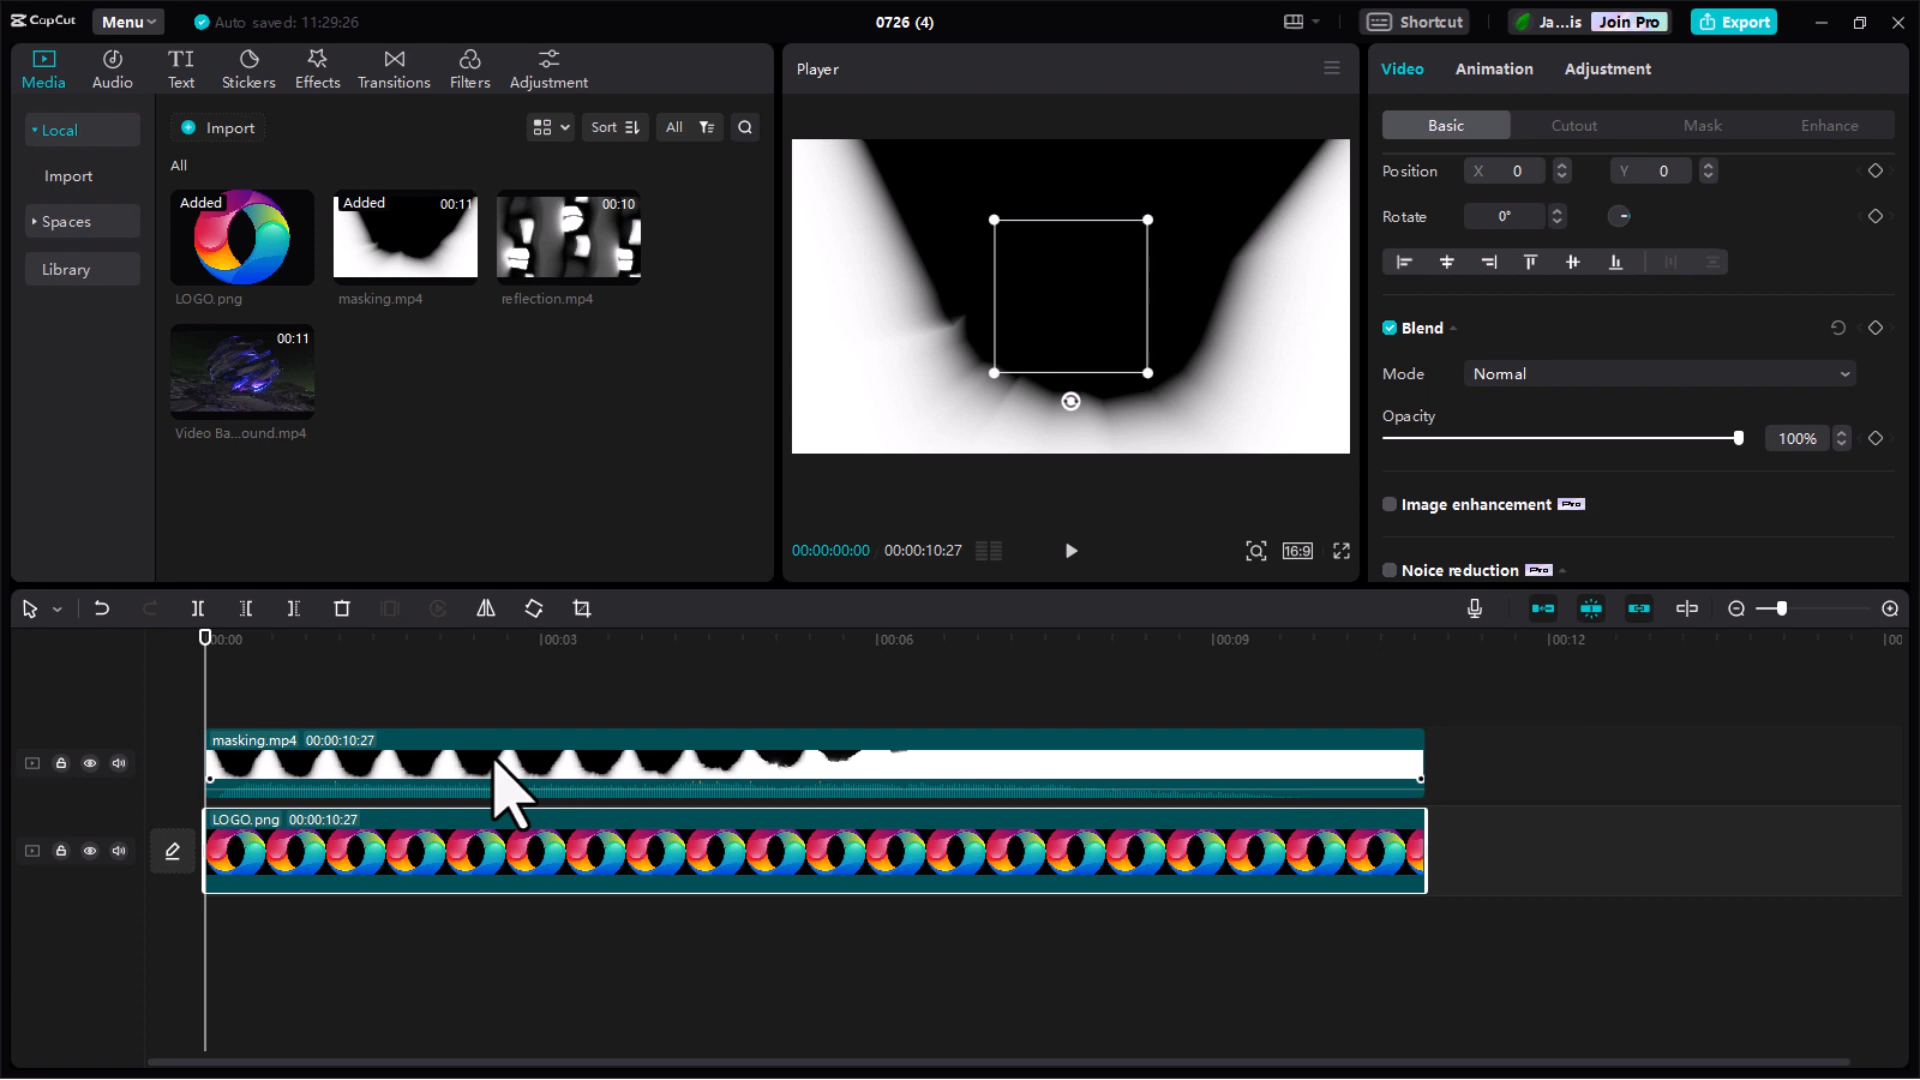 CapCut
Menu
Auto saved: 11:29:26
0726 (4)
Shortcut
Ja...is
Join Pro
Export
Media
Audio
Text
Stickers
Effects
Transitions
Filters
Adjustment
Local
Import
Spaces
Library
Import
Sort
All
All
Added
Added 00:11
00:10
LOGO.png
masking.mp4
reflection.mp4
00:11
Video Ba...ound.mp4
Player
00:00:00:00 / 00:00:10:27
16:9
Video
Animation
Adjustment
Basic
Cutout
Mask
Enhance
Position X 0 Y 0
Rotate 0°
Blend
Mode Normal
Opacity
100%
Image enhancement Pro
Noice reduction Pro
00:00
00:03
00:06
00:09
00:12
00
masking.mp4 00:00:10:27
LOGO.png 00:00:10:27